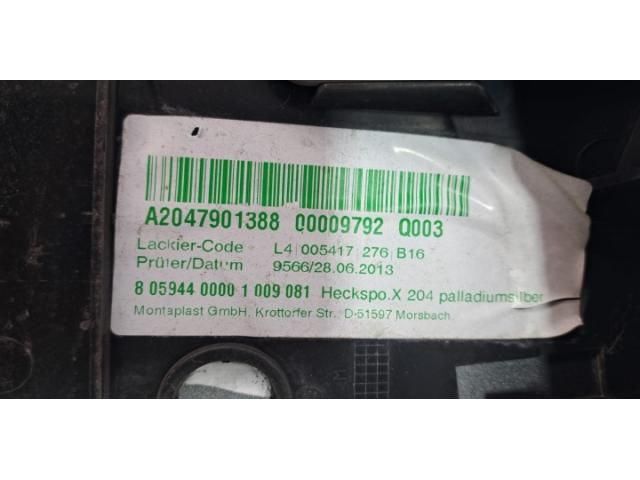 A2047901388 00009792 Q003
Lackier-Code L4 005417 276 B16
Prüfer/Datum 9566/28.06.2013
8 05944 0000 1 009 081 Heckspo.X 204 palladiumsilber
Montaplast GmbH, Krottorfer Str. D-51597 Morsbach
M